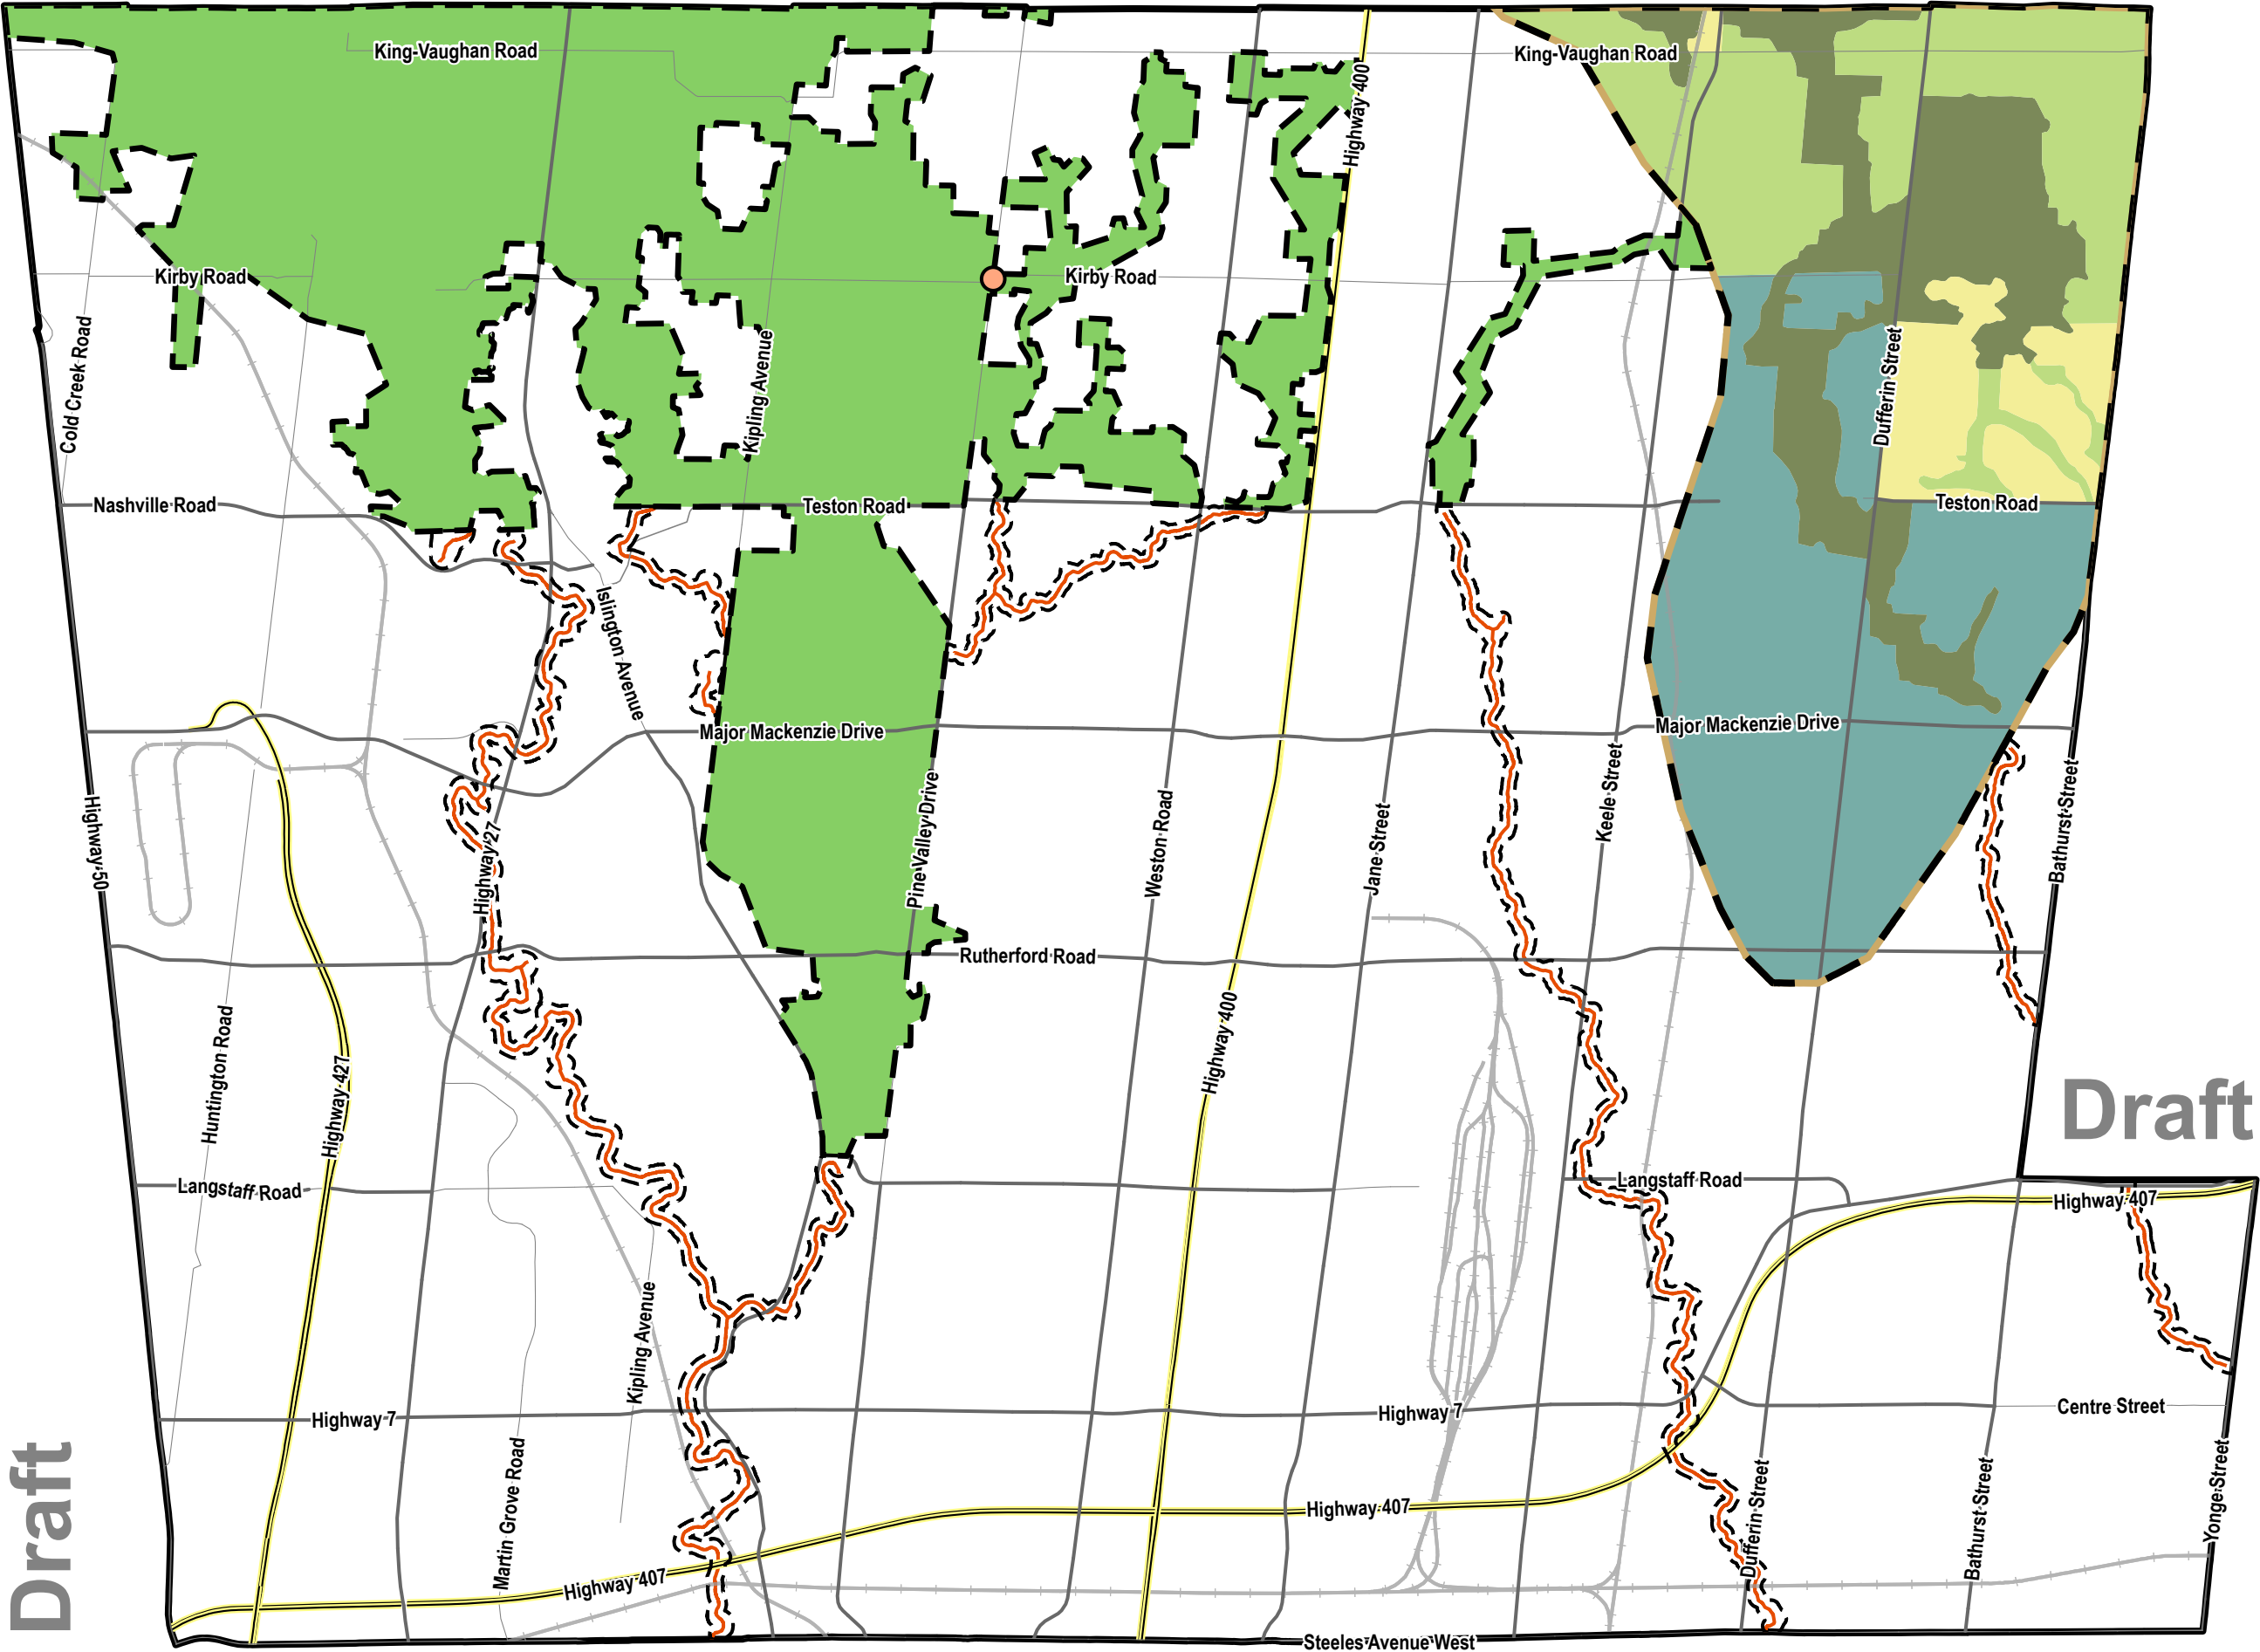 King-Vaughan Road
King-Vaughan Road
Highway 400
Kirby Road
Kirby Road
Cold Creek Road
Kipling Avenue
Dufferin Street
Nashville Road
Teston Road
Teston Road
Islington Avenue
Major Mackenzie Drive
Major Mackenzie Drive
Highway 50
Highway 27
Pine Valley Drive
Weston Road
Jane Street
Keele Street
Bathurst Street
Rutherford Road
Huntington Road
Highway 427
Highway 400
Draft
Langstaff Road
Langstaff Road
Highway 407
Kipling Avenue
Highway 7
Highway 7
Centre Street
Draft
Martin Grove Road
Highway 407
Highway 407
Dufferin Street
Bathurst Street
Yonge Street
Steeles Avenue West